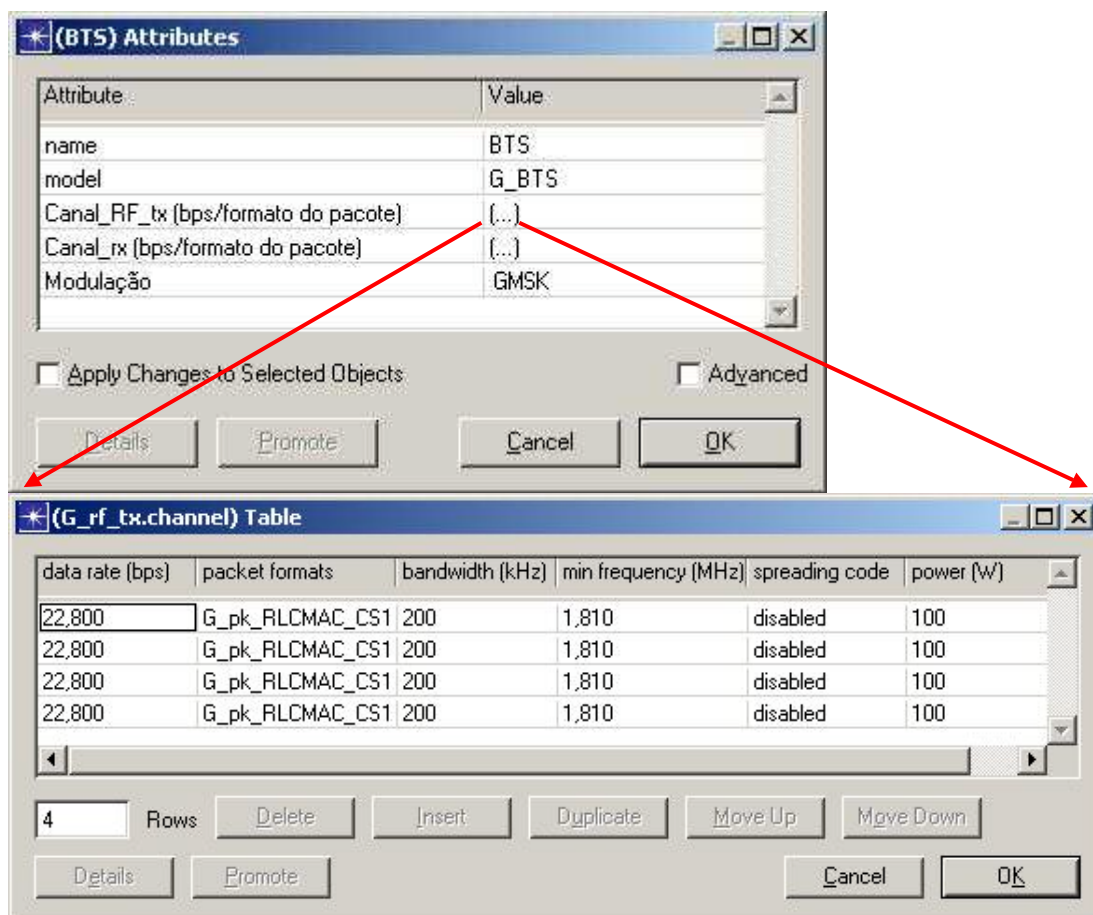 (BTS) Attributes
Attribute Value
name BTS
model G_BTS
Canal_RF_tx (bps/formato do pacote) (...)
Canal_rx (bps/formato do pacote) (...)
Modulação GMSK
Apply Changes to Selected Objects Advanced
Details Promote Cancel OK
(G_rf_tx.channel) Table
data rate (bps) packet formats bandwidth (kHz) min frequency (MHz) spreading code power (W)
22,800 G_pk_RLCMAC_CS1 200 1,810 disabled 100
22,800 G_pk_RLCMAC_CS1 200 1,810 disabled 100
22,800 G_pk_RLCMAC_CS1 200 1,810 disabled 100
22,800 G_pk_RLCMAC_CS1 200 1,810 disabled 100
4 Rows Delete Insert Duplicate Move Up Move Down
Details Promote Cancel OK